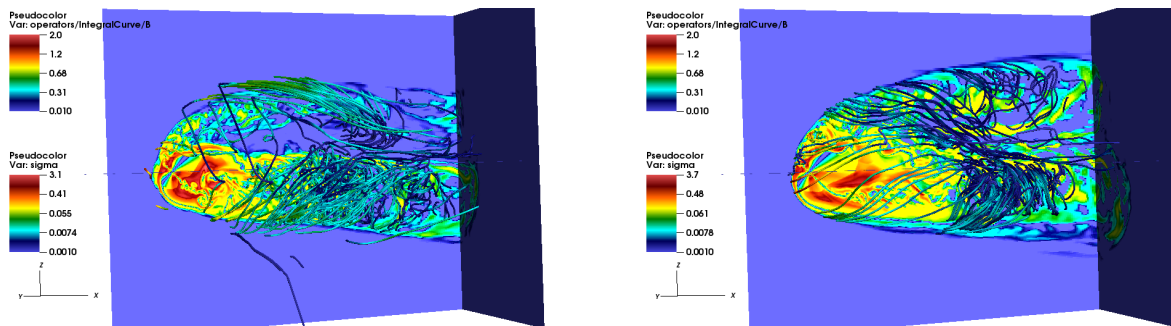 Pseudocolor
Var: operators/IntegralCurve/B
2.0
1.2
0.68
0.31
0.010
Pseudocolor
Var: sigma
3.1
0.41
0.055
0.0074
0.0010
Z
Y
X
Pseudocolor
Var: operators/IntegralCurve/B
2.0
1.2
0.68
0.31
0.010
Pseudocolor
Var: sigma
3.7
0.48
0.061
0.0078
0.0010
Z
Y
X